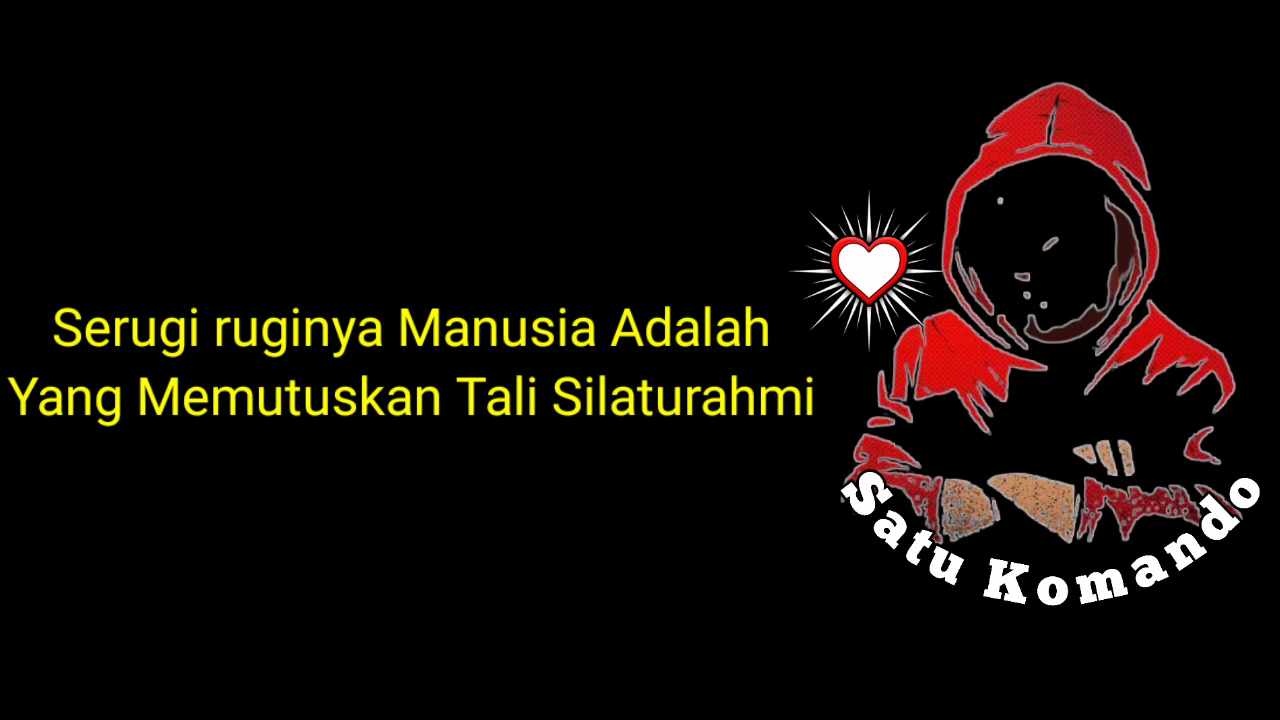 Serugi ruginya Manusia Adalah
Yang Memutuskan Tali Silaturahmi
Satu Komando